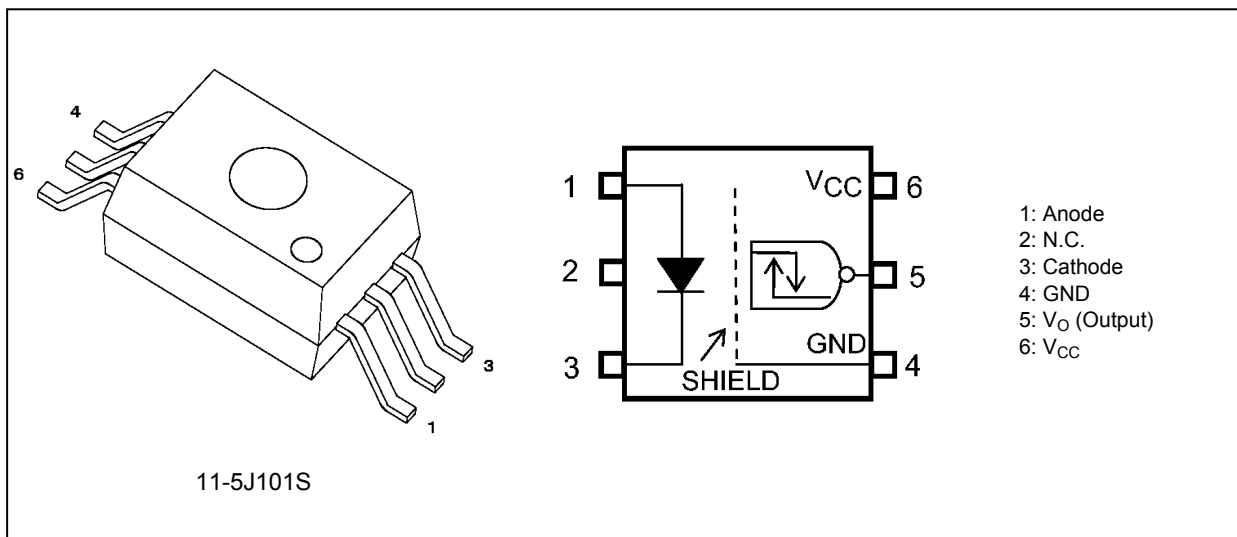 4
6
3
1
11-5J101S
1
2
3
VCC
6
5
GND
4
SHIELD
1: Anode
2: N.C.
3: Cathode
4: GND
5: VO (Output)
6: VCC